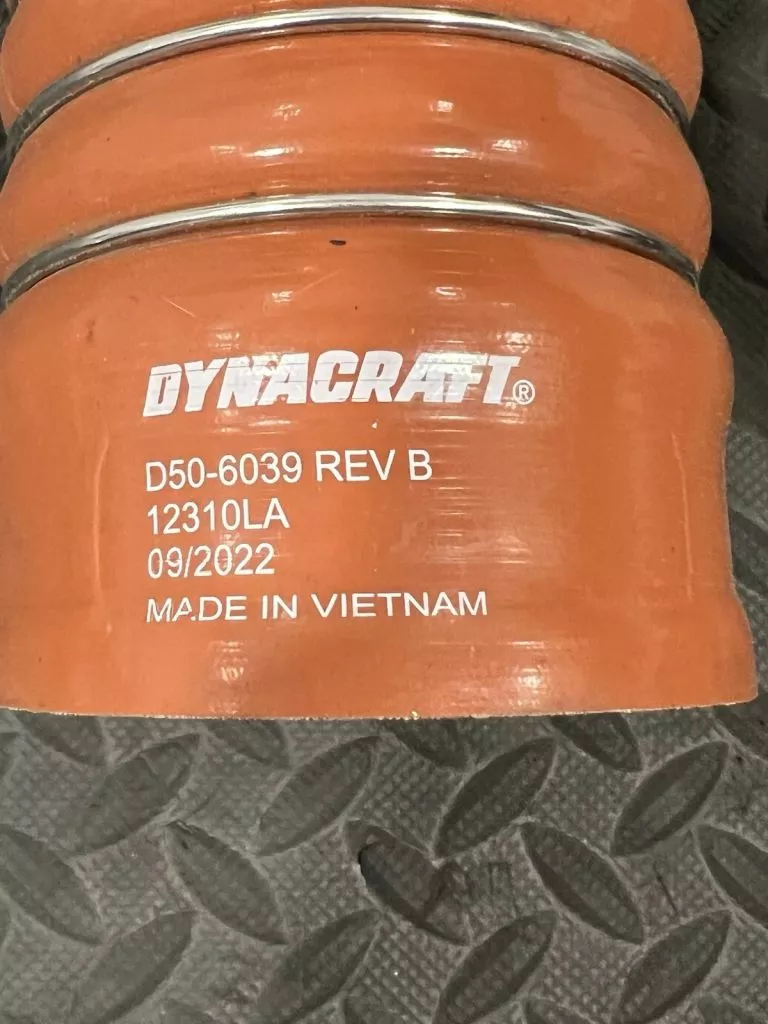 DYNACRAFT®
D50-6039 REV B
12310LA
09/2022
MADE IN VIETNAM